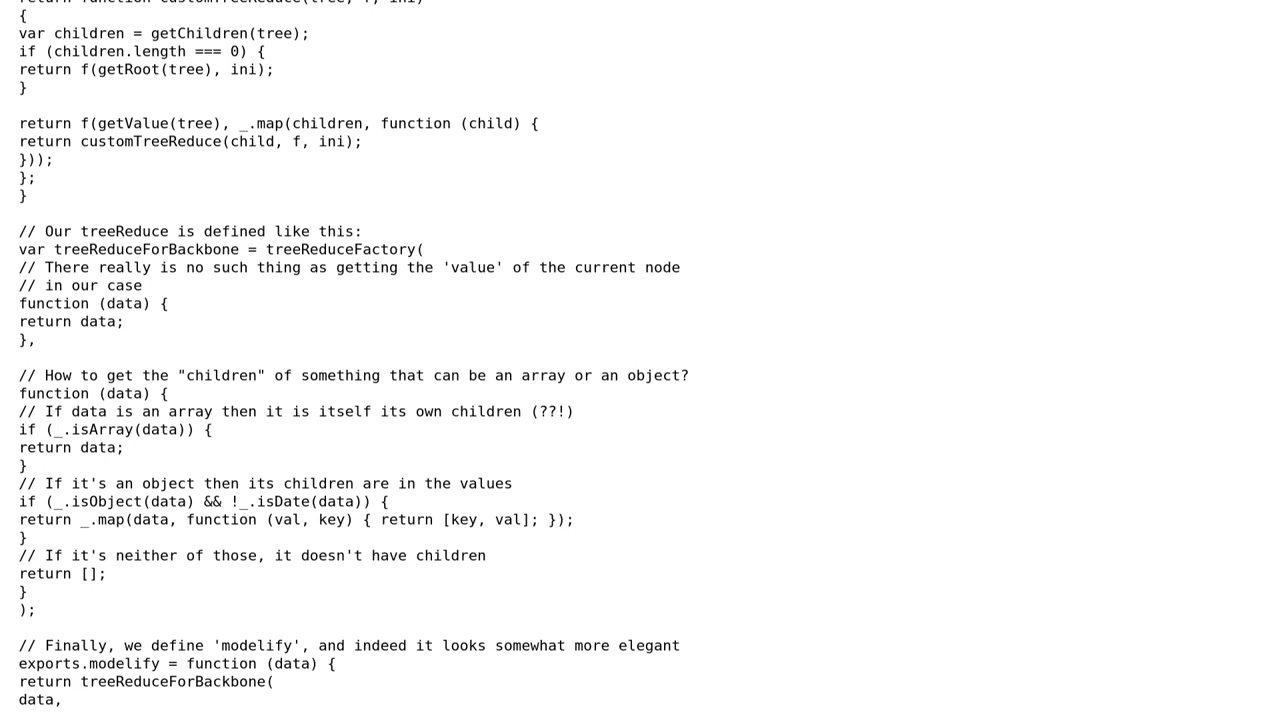 return function customTreeReduce(tree, f, ini)
{
var children = getChildren(tree);
if (children.length === 0) {
return f(getRoot(tree), ini);
}
return f(getValue(tree), _.map(children, function (child) {
return customTreeReduce(child, f, ini);
}));
};
}
// Our treeReduce is defined like this:
var treeReduceForBackbone = treeReduceFactory(
// There really is no such thing as getting the 'value' of the current node
// in our case
function (data) {
return data;
},
// How to get the "children" of something that can be an array or an object?
function (data) {
// If data is an array then it is itself its own children (??!)
if (_.isArray(data)) {
return data;
}
// If it's an object then its children are in the values
if (_.isObject(data) && !_.isDate(data)) {
return _.map(data, function (val, key) { return [key, val]; });
}
// If it's neither of those, it doesn't have children
return [];
}
);
// Finally, we define 'modelify', and indeed it looks somewhat more elegant
exports.modelify = function (data) {
return treeReduceForBackbone(
data,